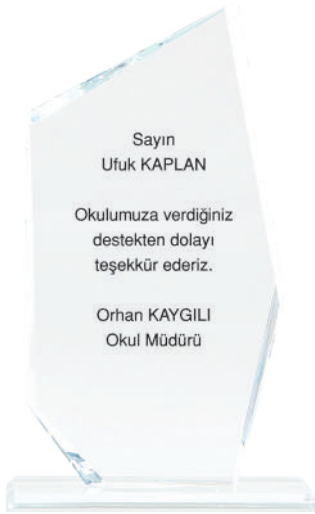 Sayın
Ufuk KAPLAN
Okulumuza verdiğiniz
destekten dolayı
teşekkür ederiz.
Orhan KAYGILI
Okul Müdürü